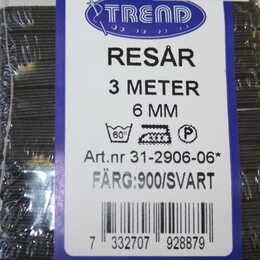 TREND
RESÅR
3 METER
6 MM
60° P
Art.nr 31-2906-06*
FÄRG:900/SVART
7 332707 928879